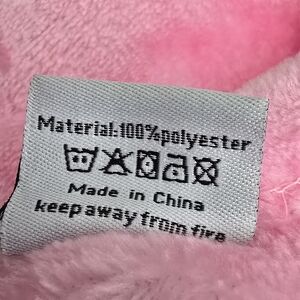 Material:100%polyester
Made in China
keep away from fire